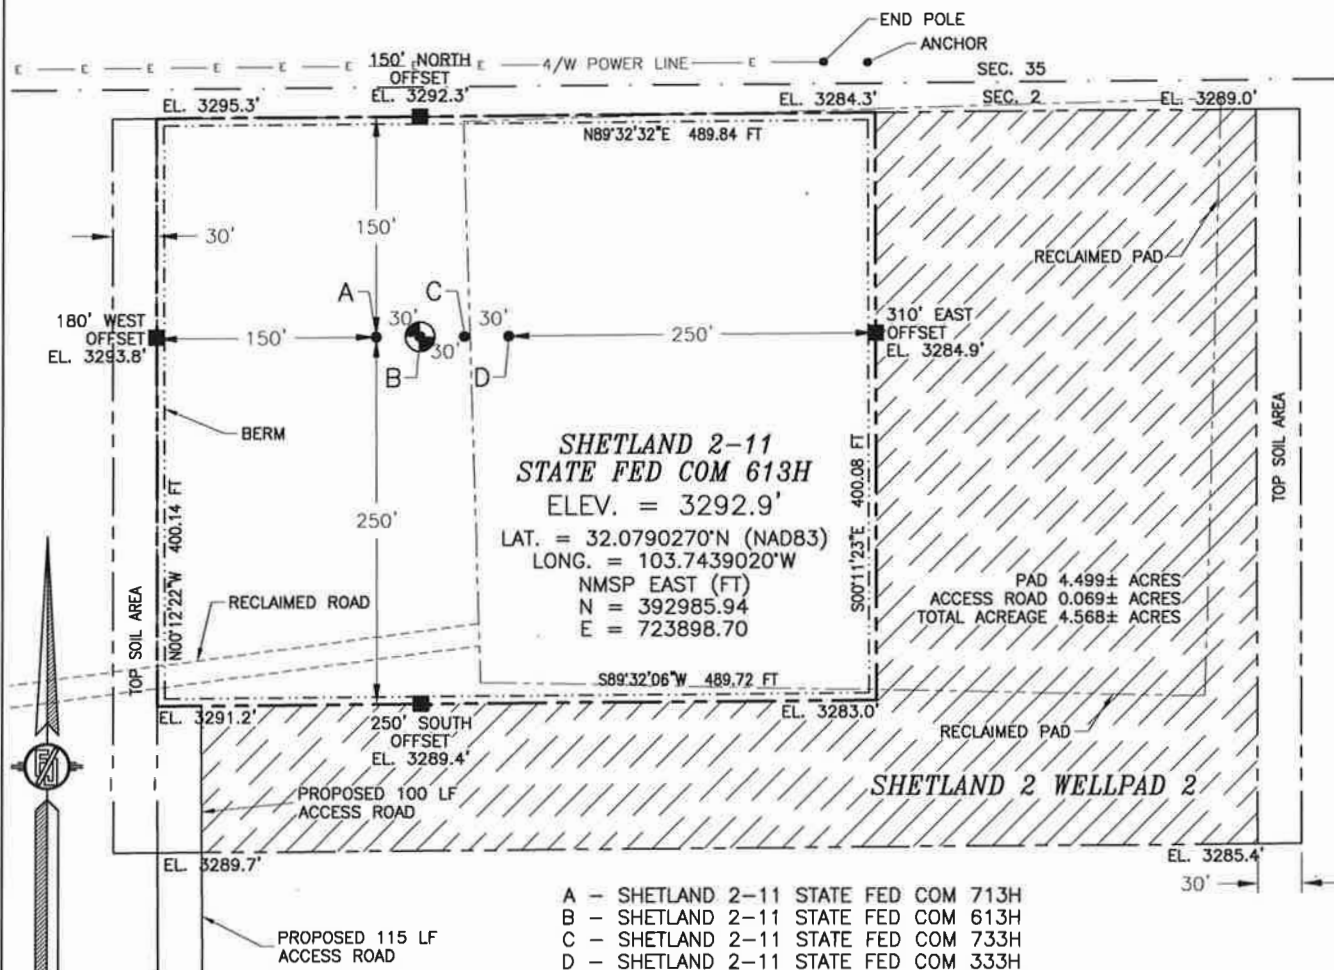 END POLE
ANCHOR
E E E E E E E 4/W POWER LINE E
150' NORTH
OFFSET
EL. 3292.3'
SEC. 35
SEC. 2
EL. 3295.3'
EL. 3284.3'
EL. 3289.0'
N89°32'32"E 489.84 FT
150'
30'
RECLAIMED PAD
A
C
180' WEST
OFFSET
EL. 3293.8'
150'
30'
30'
30'
250'
310' EAST
OFFSET
EL. 3284.9'
B
D
BERM
SHETLAND 2-11
STATE FED COM 613H
ELEV. = 3292.9'
LAT. = 32.0790270°N (NAD83)
LONG. = 103.7439020°W
NMSP EAST (FT)
N = 392985.94
E = 723898.70
N00°12'22"W 400.14 FT
S00°11'23"E 400.08 FT
TOP SOIL AREA
TOP SOIL AREA
250'
PAD 4.499± ACRES
ACCESS ROAD 0.069± ACRES
TOTAL ACREAGE 4.568± ACRES
RECLAIMED ROAD
S89°32'06"W 489.72 FT
EL. 3291.2'
250' SOUTH
OFFSET
EL. 3289.4'
EL. 3283.0'
RECLAIMED PAD
SHETLAND 2 WELLPAD 2
PROPOSED 100 LF
ACCESS ROAD
EL. 3289.7'
EL. 3285.4'
30'
A - SHETLAND 2-11 STATE FED COM 713H
B - SHETLAND 2-11 STATE FED COM 613H
C - SHETLAND 2-11 STATE FED COM 733H
D - SHETLAND 2-11 STATE FED COM 333H
PROPOSED 115 LF
ACCESS ROAD